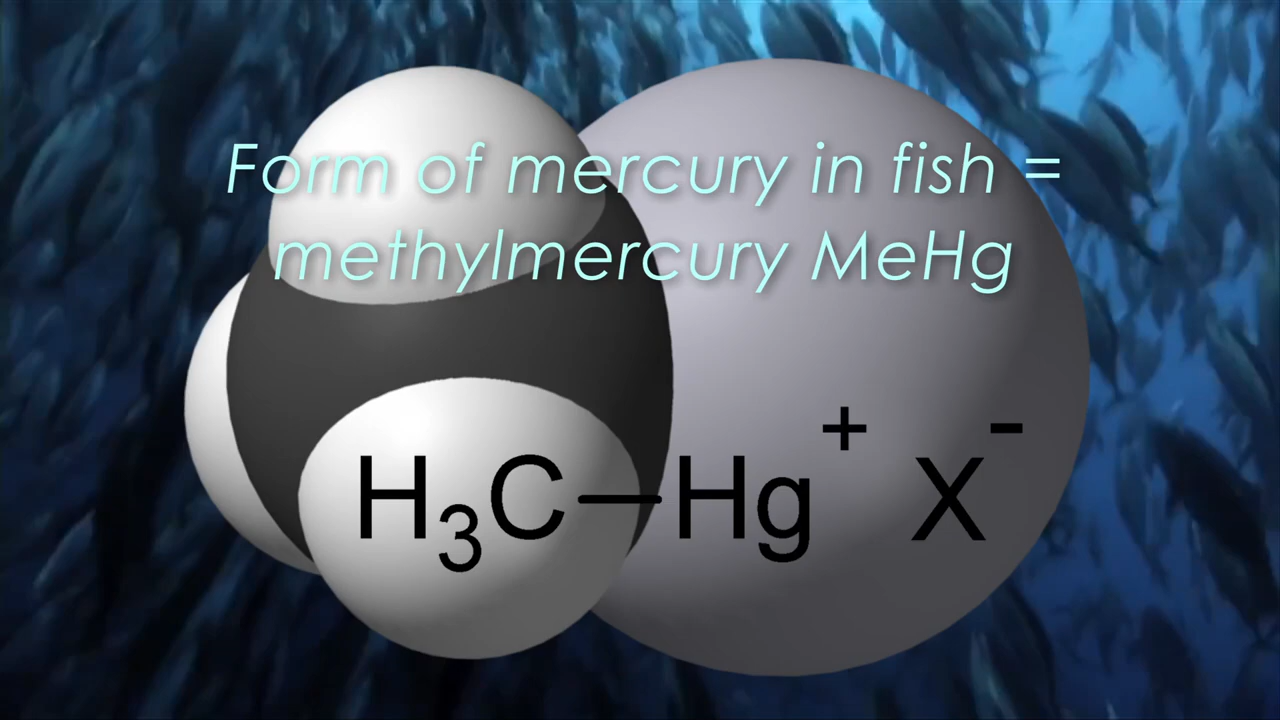 Form of mercury in fish =
methylmercury MeHg
H₃C—Hg⁺ X⁻